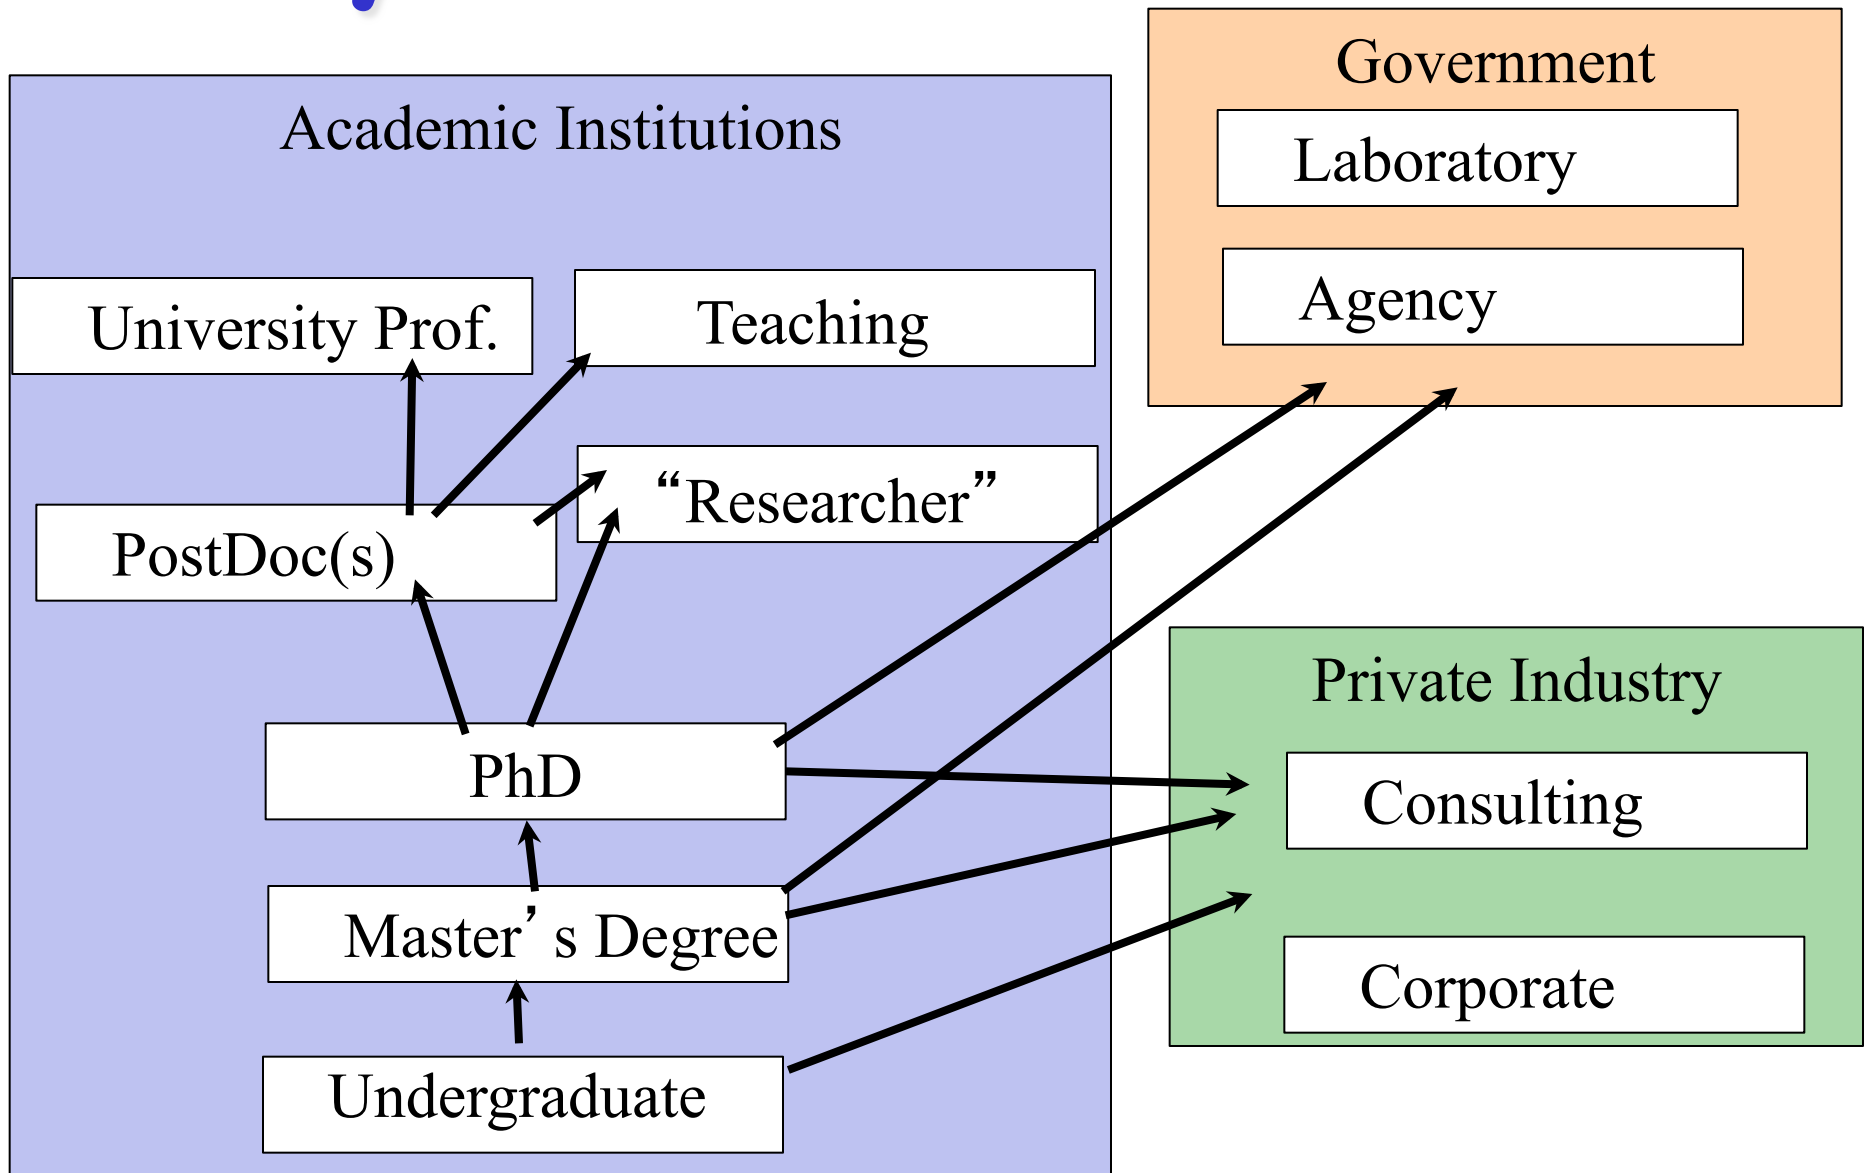 Academic Institutions
University Prof.
Teaching
“Researcher”
PostDoc(s)
PhD
Master’s Degree
Undergraduate
Government
Laboratory
Agency
Private Industry
Consulting
Corporate